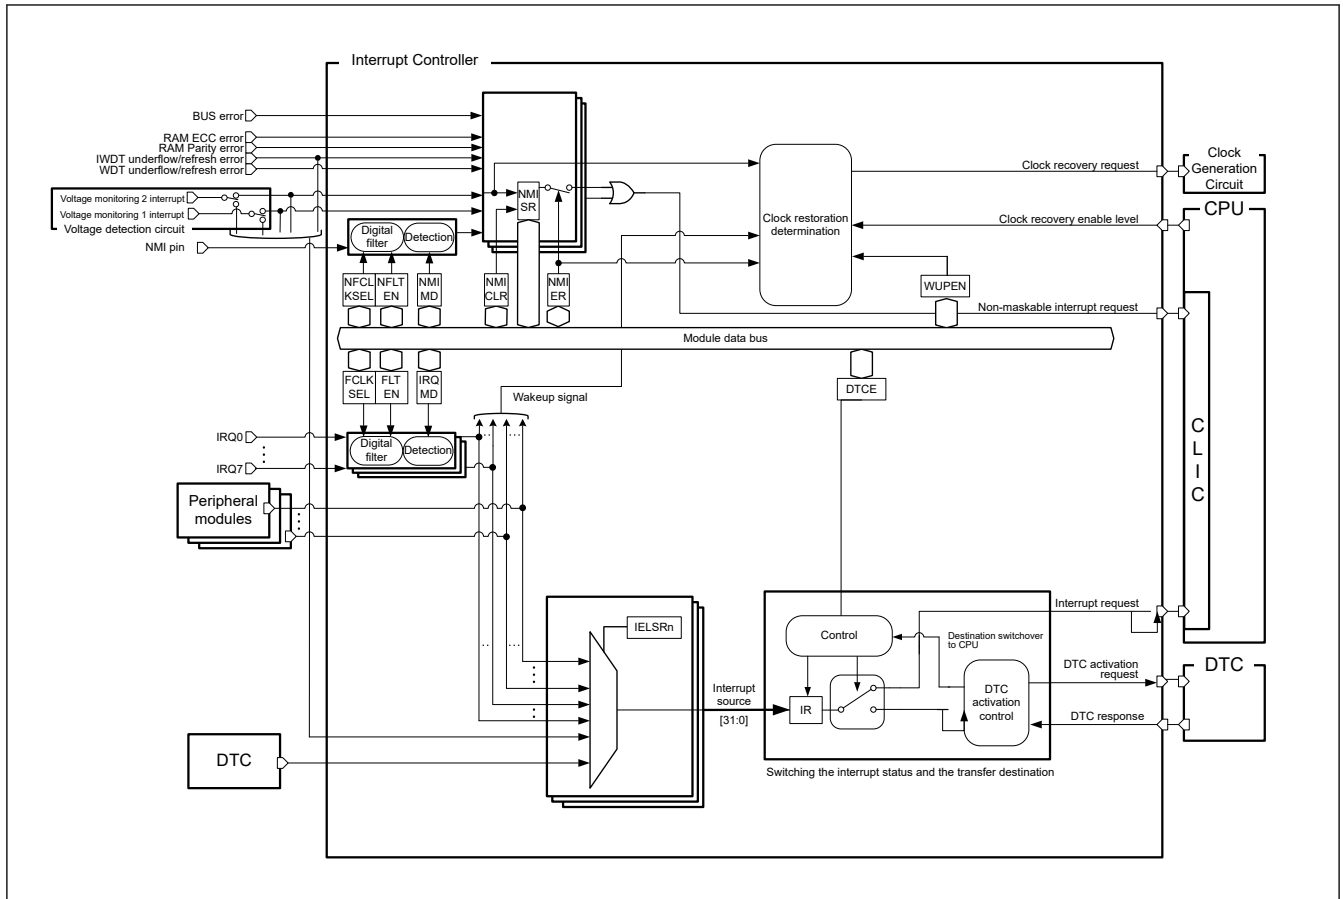 Interrupt Controller
BUS error
RAM ECC error
RAM Parity error
IWDT underflow/refresh error
WDT underflow/refresh error
Voltage monitoring 2 interrupt
Voltage monitoring 1 interrupt
Voltage detection circuit
NMI pin
Digital
filter
Detection
NMI
SR
NFCL
KSEL
NFLT
EN
NMI
MD
NMI
CLR
NMI
ER
Clock restoration
determination
WUPEN
Clock recovery request
Clock recovery enable level
Non-maskable interrupt request
Clock
Generation
Circuit
CPU
C
L
I
C
Module data bus
FCLK
SEL
FLT
EN
IRQ
MD
DTCE
Wakeup signal
IRQ0
IRQ7
Digital
filter
Detection
Peripheral
modules
IELSRn
Interrupt
source
[31:0]
Control
IR
Destination switchover
to CPU
DTC
activation
control
Interrupt request
DTC activation
request
DTC response
DTC
DTC
Switching the interrupt status and the transfer destination